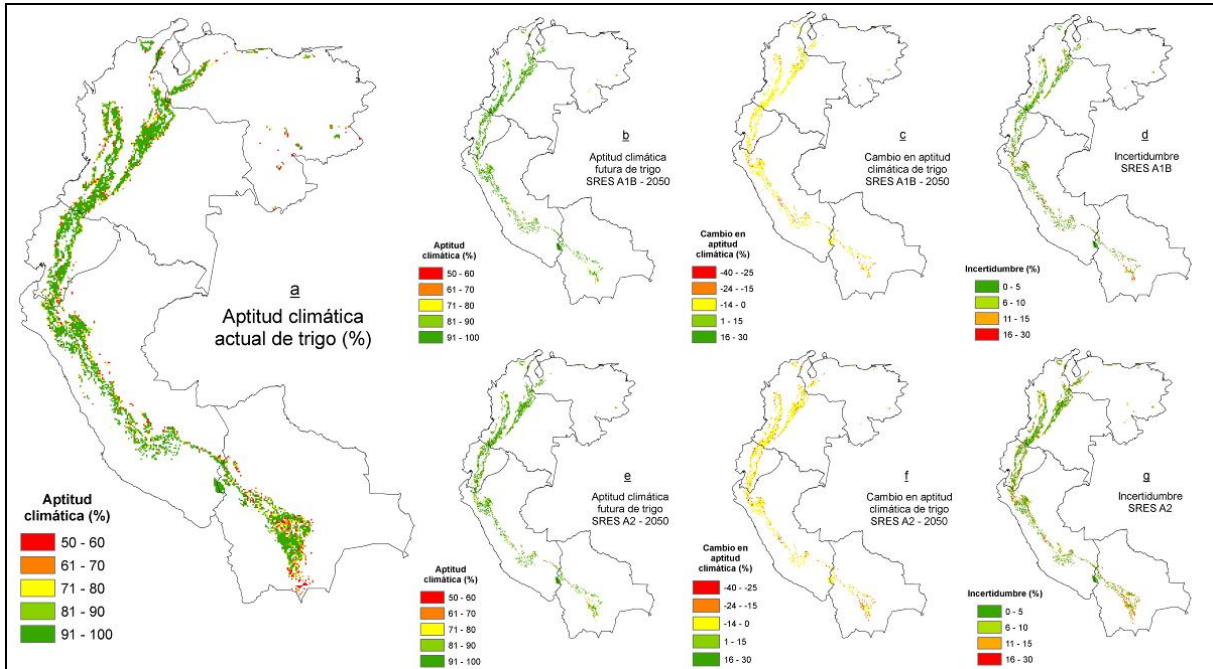 a
Aptitud climática
actual de trigo (%)
Aptitud
climática (%)
50 - 60
61 - 70
71 - 80
81 - 90
91 - 100
b
Aptitud climática
futura de trigo
SRES A1B - 2050
Aptitud
climática (%)
50 - 60
61 - 70
71 - 80
81 - 90
91 - 100
c
Cambio en aptitud
climática de trigo
SRES A1B - 2050
Cambio en
aptitud
climática (%)
-40 - -25
-24 - -15
-14 - 0
1 - 15
16 - 30
d
Incertidumbre
SRES A1B
Incertidumbre (%)
0 - 5
6 - 10
11 - 15
16 - 30
e
Aptitud climática
futura de trigo
SRES A2 - 2050
Aptitud
climática (%)
50 - 60
61 - 70
71 - 80
81 - 90
91 - 100
f
Cambio en aptitud
climática de trigo
SRES A2 - 2050
Cambio en
aptitud
climática (%)
-40 - -25
-24 - -15
-14 - 0
1 - 15
16 - 30
g
Incertidumbre
SRES A2
Incertidumbre (%)
0 - 5
6 - 10
11 - 15
16 - 30